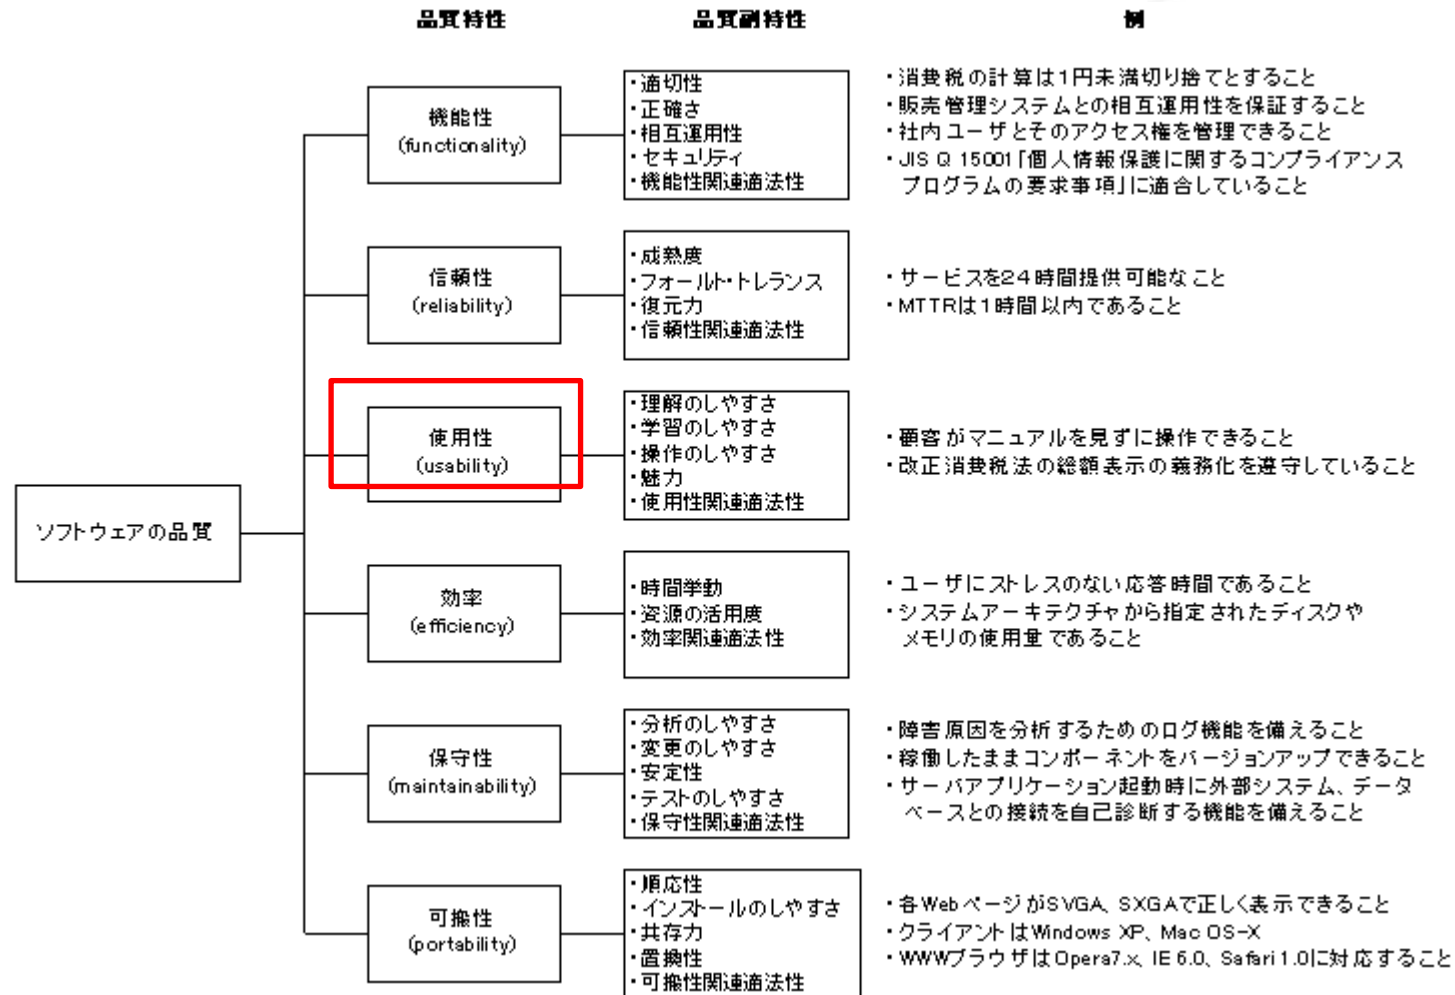 品質特性
品質副特性
例
ソフトウェアの品質
機能性
(functionality)
・適切性
・正確さ
・相互運用性
・セキュリティ
・機能性関連適法性
・消費税の計算は1円未満切り捨てとすること
・販売管理システムとの相互運用性を保証すること
・社内ユーザとそのアクセス権を管理できること
・JIS Q 15001「個人情報保護に関するコンプライアンス
プログラムの要求事項」に適合していること
信頼性
(reliability)
・成熟度
・フォールト・トレランス
・復元力
・信頼性関連適法性
・サービスを24時間提供可能なこと
・MTTRは1時間以内であること
使用性
(usability)
・理解のしやすさ
・学習のしやすさ
・操作のしやすさ
・魅力
・使用性関連適法性
・顧客がマニュアルを見ずに操作できること
・改正消費税法の総額表示の義務化を遵守していること
効率
(efficiency)
・時間挙動
・資源の活用度
・効率関連適法性
・ユーザにストレスのない応答時間であること
・システムアーキテクチャから指定されたディスクや
メモリの使用量であること
保守性
(maintainability)
・分析のしやすさ
・変更のしやすさ
・安定性
・テストのしやすさ
・保守性関連適法性
・障害原因を分析するためのログ機能を備えること
・稼働したままコンポーネントをバージョンアップできること
・サーバアプリケーション起動時に外部システム、データ
ベースとの接続を自己診断する機能を備えること
可搬性
(portability)
・順応性
・インストールのしやすさ
・共存力
・置換性
・可搬性関連適法性
・各WebページがSVGA、SXGAで正しく表示できること
・クライアントはWindows XP、Mac OS-X
・WWWブラウザはOpera7.x、IE 6.0、Safari1.0に対応すること